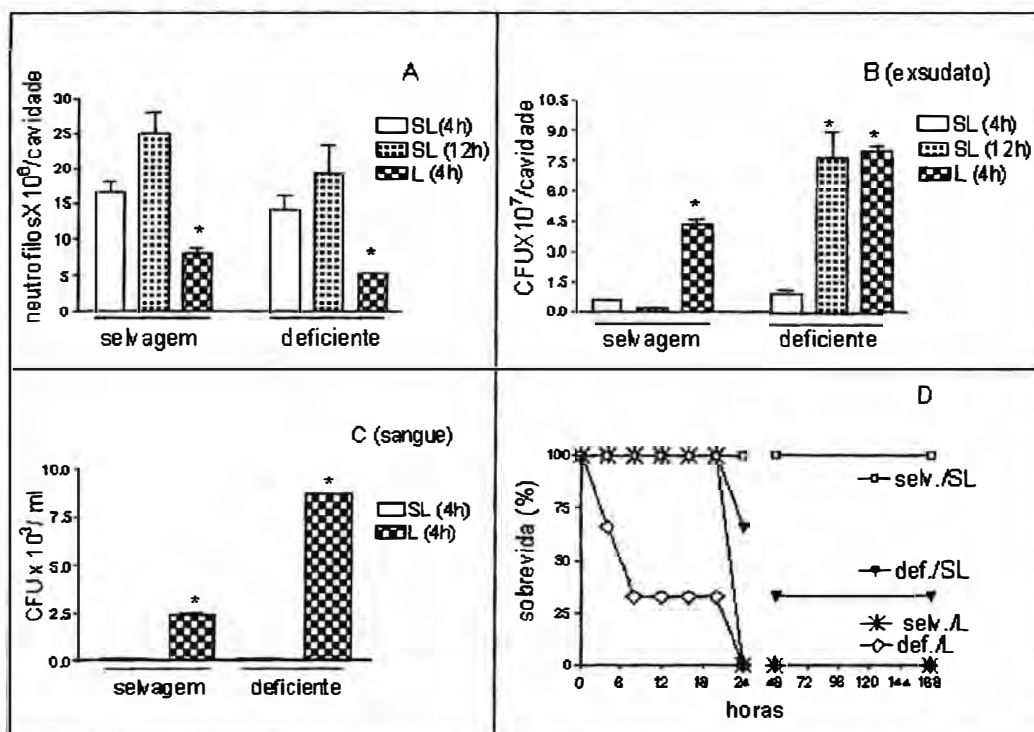 A
neutrofilosX10⁶/cavidade
30
25
20
15
10
5
0
SL(4h)
SL (12h)
L (4h)
*
*
selvagem
deficiente
B (exsudato)
CFUX10⁷/cavidade
10.5
9.0
7.5
6.0
4.5
3.0
1.5
0.0
SL (4h)
SL (12h)
L (4h)
*
*
*
selvagem
deficiente
C (sangue)
CFU x 10³/ ml
10.0
7.5
5.0
2.5
0.0
SL (4h)
L (4h)
*
*
selvagem
deficiente
D
sobrevida (%)
100
75
50
25
0
selv./SL
def./SL
selv./L
def./L
0 6 12 18 24 48 72 96 120 144 168
horas